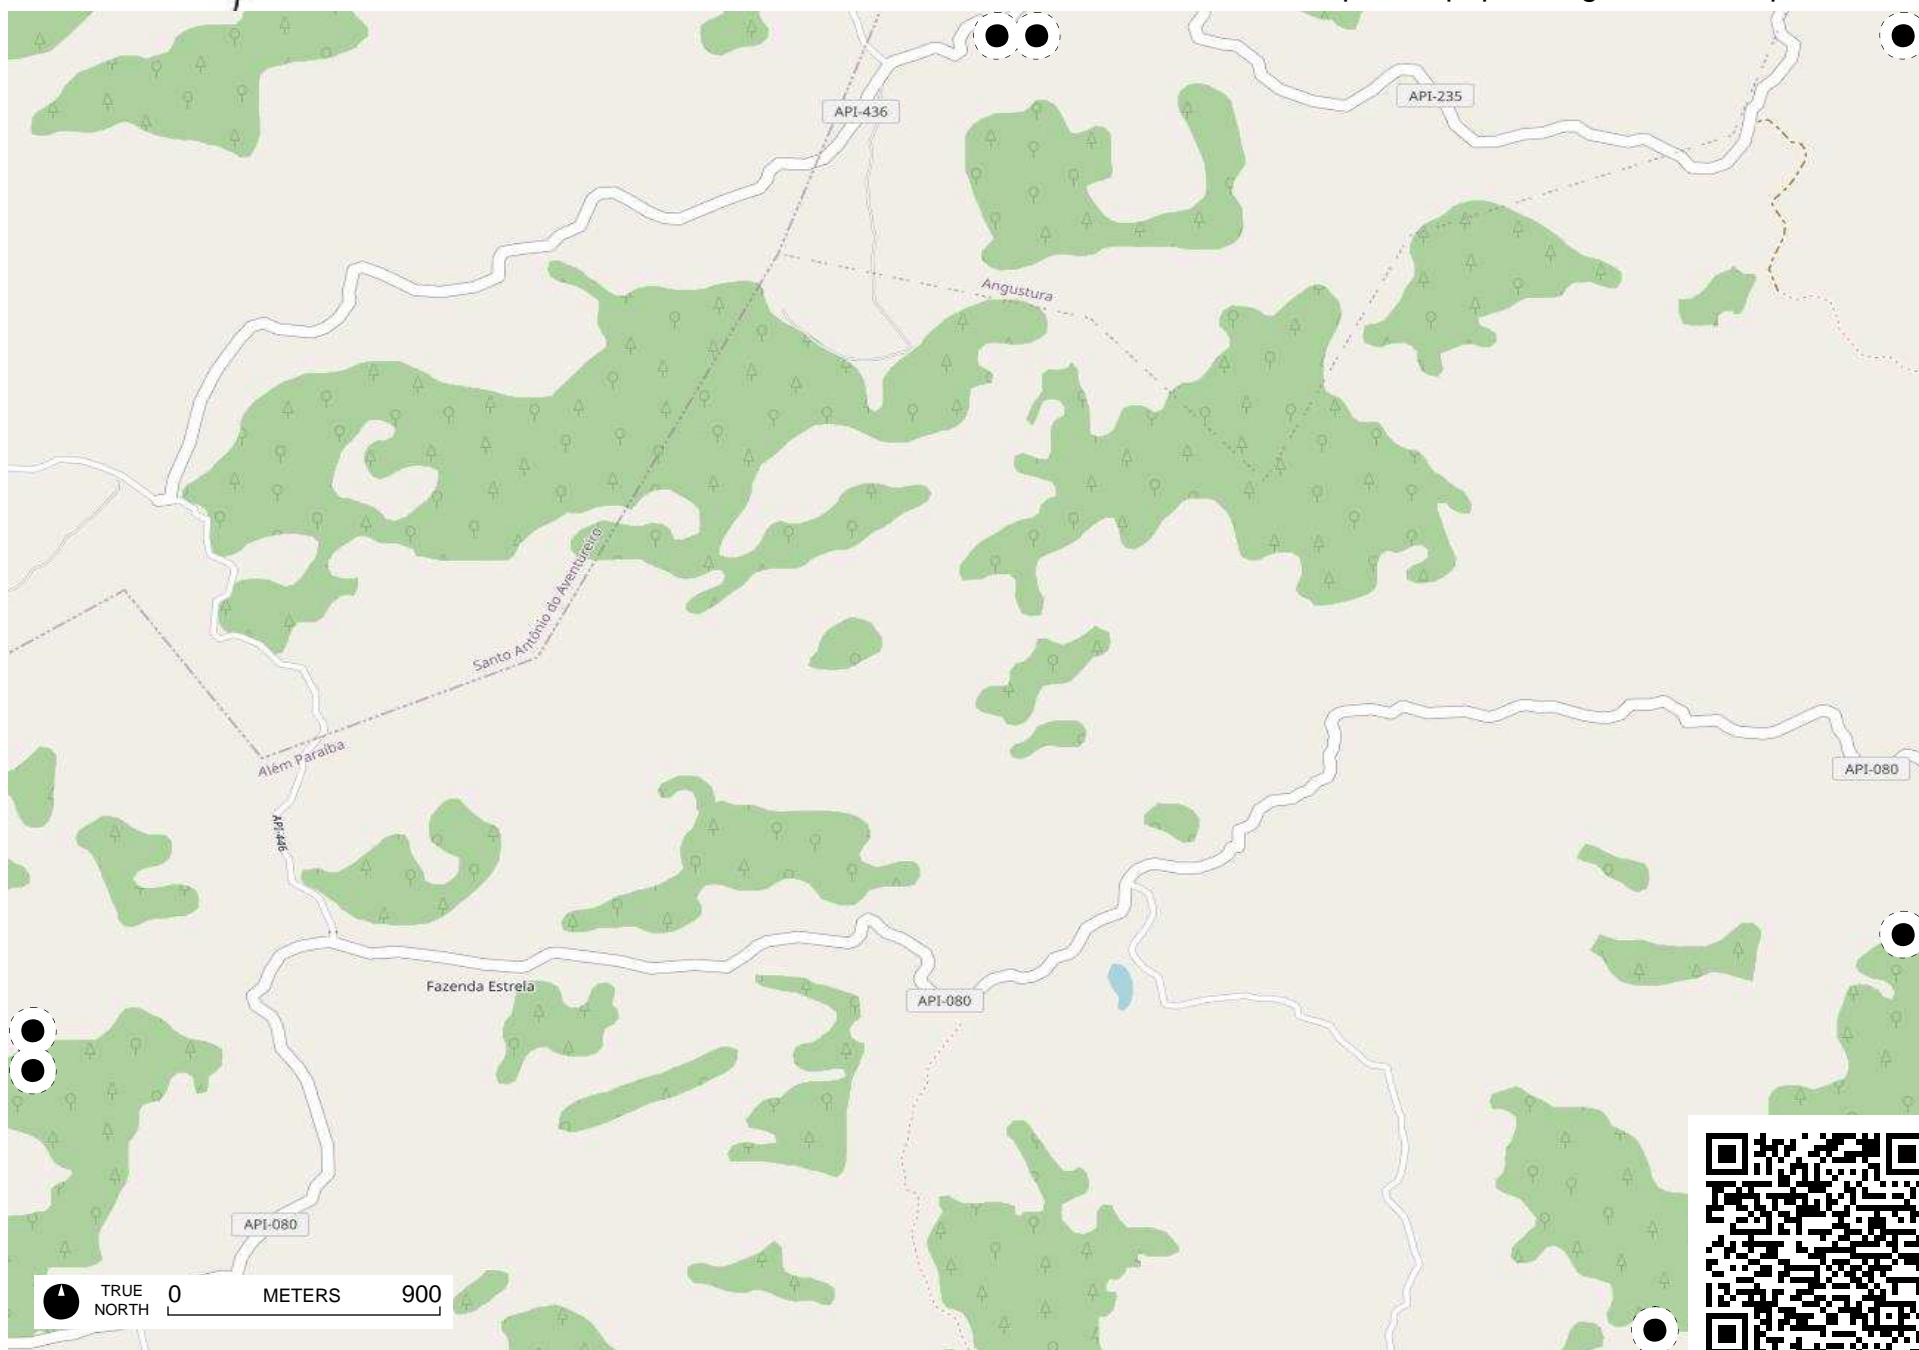 API-436
API-235
Angustura
Santo Antônio do Aventureiro
Além Paraíba
API-080
API-446
Fazenda Estrela
API-080
API-080
TRUE NORTH
0 METERS 900